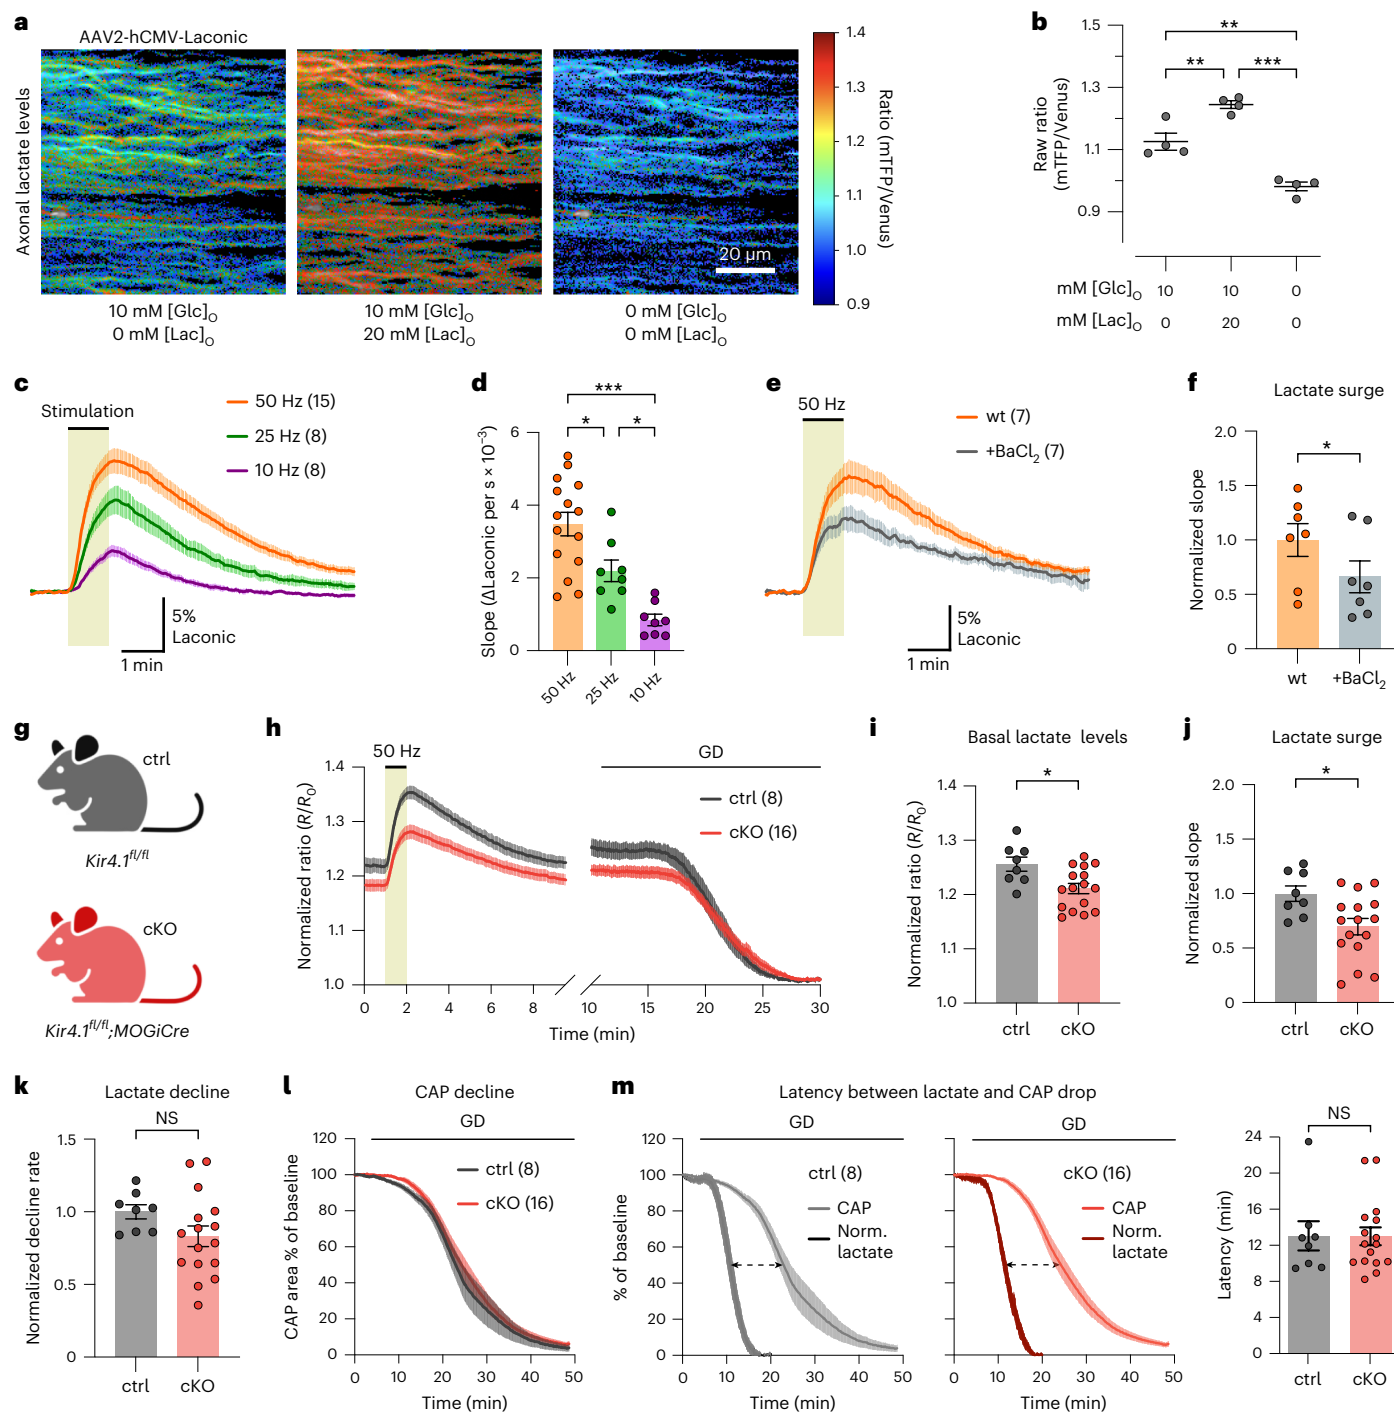 a
AAV2-hCMV-Laconic
Axonal lactate levels
20 µm
10 mM [Glc]O
0 mM [Lac]O
10 mM [Glc]O
20 mM [Lac]O
0 mM [Glc]O
0 mM [Lac]O
1.4
1.3
1.2
1.1
1.0
0.9
Ratio (mTFP/Venus)
b
Raw ratio
(mTFP/Venus)
1.5
1.3
1.1
0.9
**
** ***
mM [Glc]O 10 10 0
mM [Lac]O 0 20 0
c
Stimulation
50 Hz (15)
25 Hz (8)
10 Hz (8)
5%
Laconic
1 min
d
Slope (ΔLaconic per s × 10−3)
6
4
2
0
***
* *
50 Hz
25 Hz
10 Hz
e
50 Hz
wt (7)
+BaCl2 (7)
5%
Laconic
1 min
f
Lactate surge
Normalized slope
2.0
1.5
1.0
0.5
0
*
wt +BaCl2
g
ctrl
Kir4.1fl/fl
cKO
Kir4.1fl/fl;MOGiCre
h
50 Hz
GD
ctrl (8)
cKO (16)
Normalized ratio (R/R0)
1.4
1.3
1.2
1.1
1.0
0 2 4 6 8 10 15 20 25 30
Time (min)
i
Basal lactate levels
Normalized ratio (R/R0)
1.4
1.3
1.2
1.1
1.0
*
ctrl cKO
j
Lactate surge
Normalized slope
2.0
1.5
1.0
0.5
0
*
ctrl cKO
k
Lactate decline
NS
Normalized decline rate
1.5
1.0
0.5
0
ctrl cKO
l
CAP decline
GD
ctrl (8)
cKO (16)
CAP area % of baseline
120
100
80
60
40
20
0
0 10 20 30 40 50
Time (min)
m
Latency between lactate and CAP drop
GD
ctrl (8)
CAP
Norm.
lactate
% of baseline
120
100
80
60
40
20
0
0 10 20 30 40 50
Time (min)
GD
cKO (16)
CAP
Norm.
lactate
0 10 20 30 40 50
Time (min)
NS
Latency (min)
24
20
16
12
8
4
0
ctrl cKO